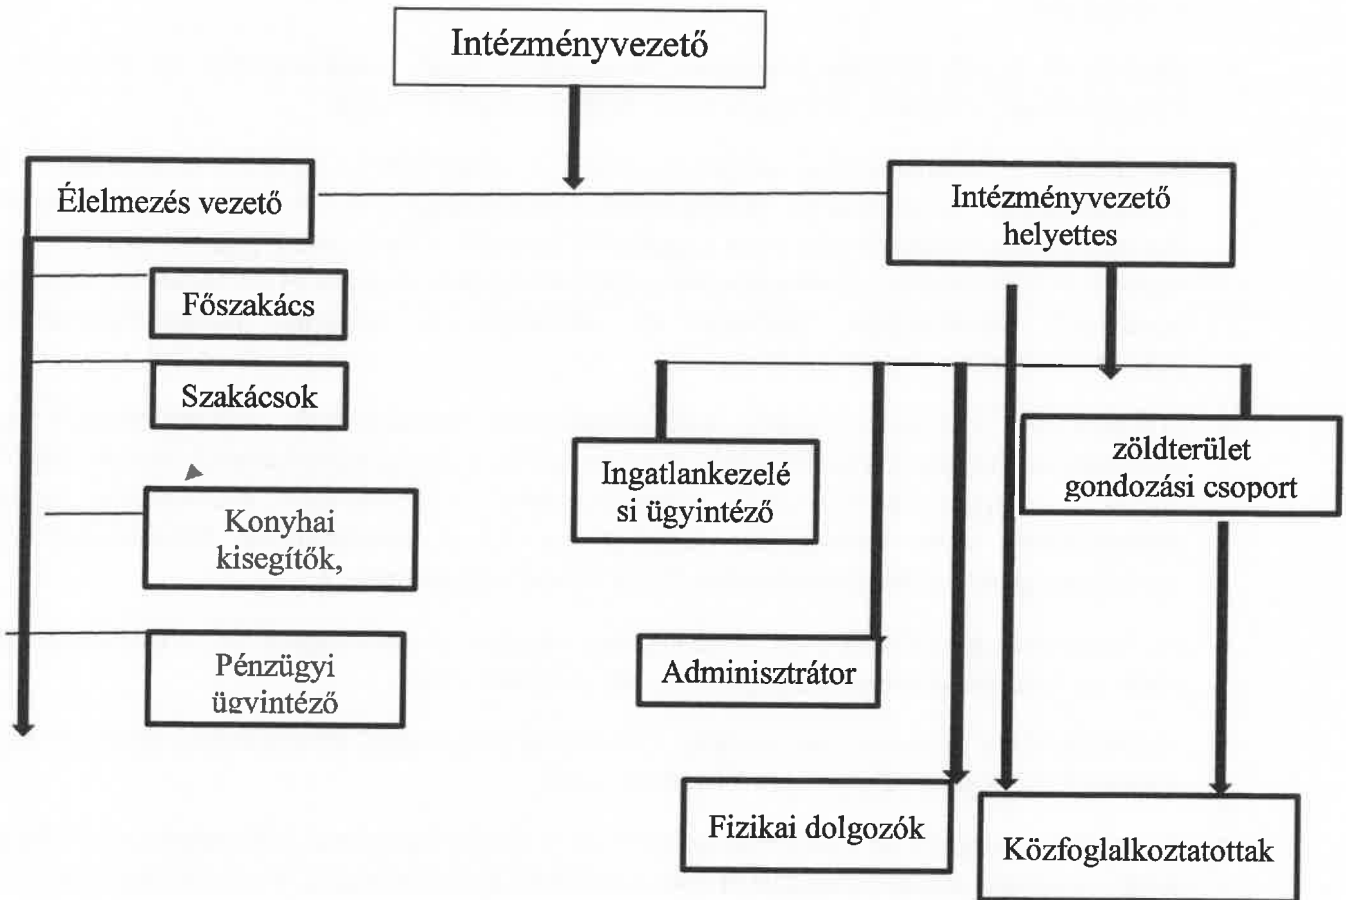 Intézményvezető
Élelmezés vezető
Intézményvezető
helyettes
Főszakács
Szakácsok
Ingatlankezelé
si ügyintéző
zöldterület
gondozási csoport
Konyhai
kisegítők,
Adminisztrátor
Pénzügyi
ügyintéző
Fizikai dolgozók
Közfoglalkoztatottak